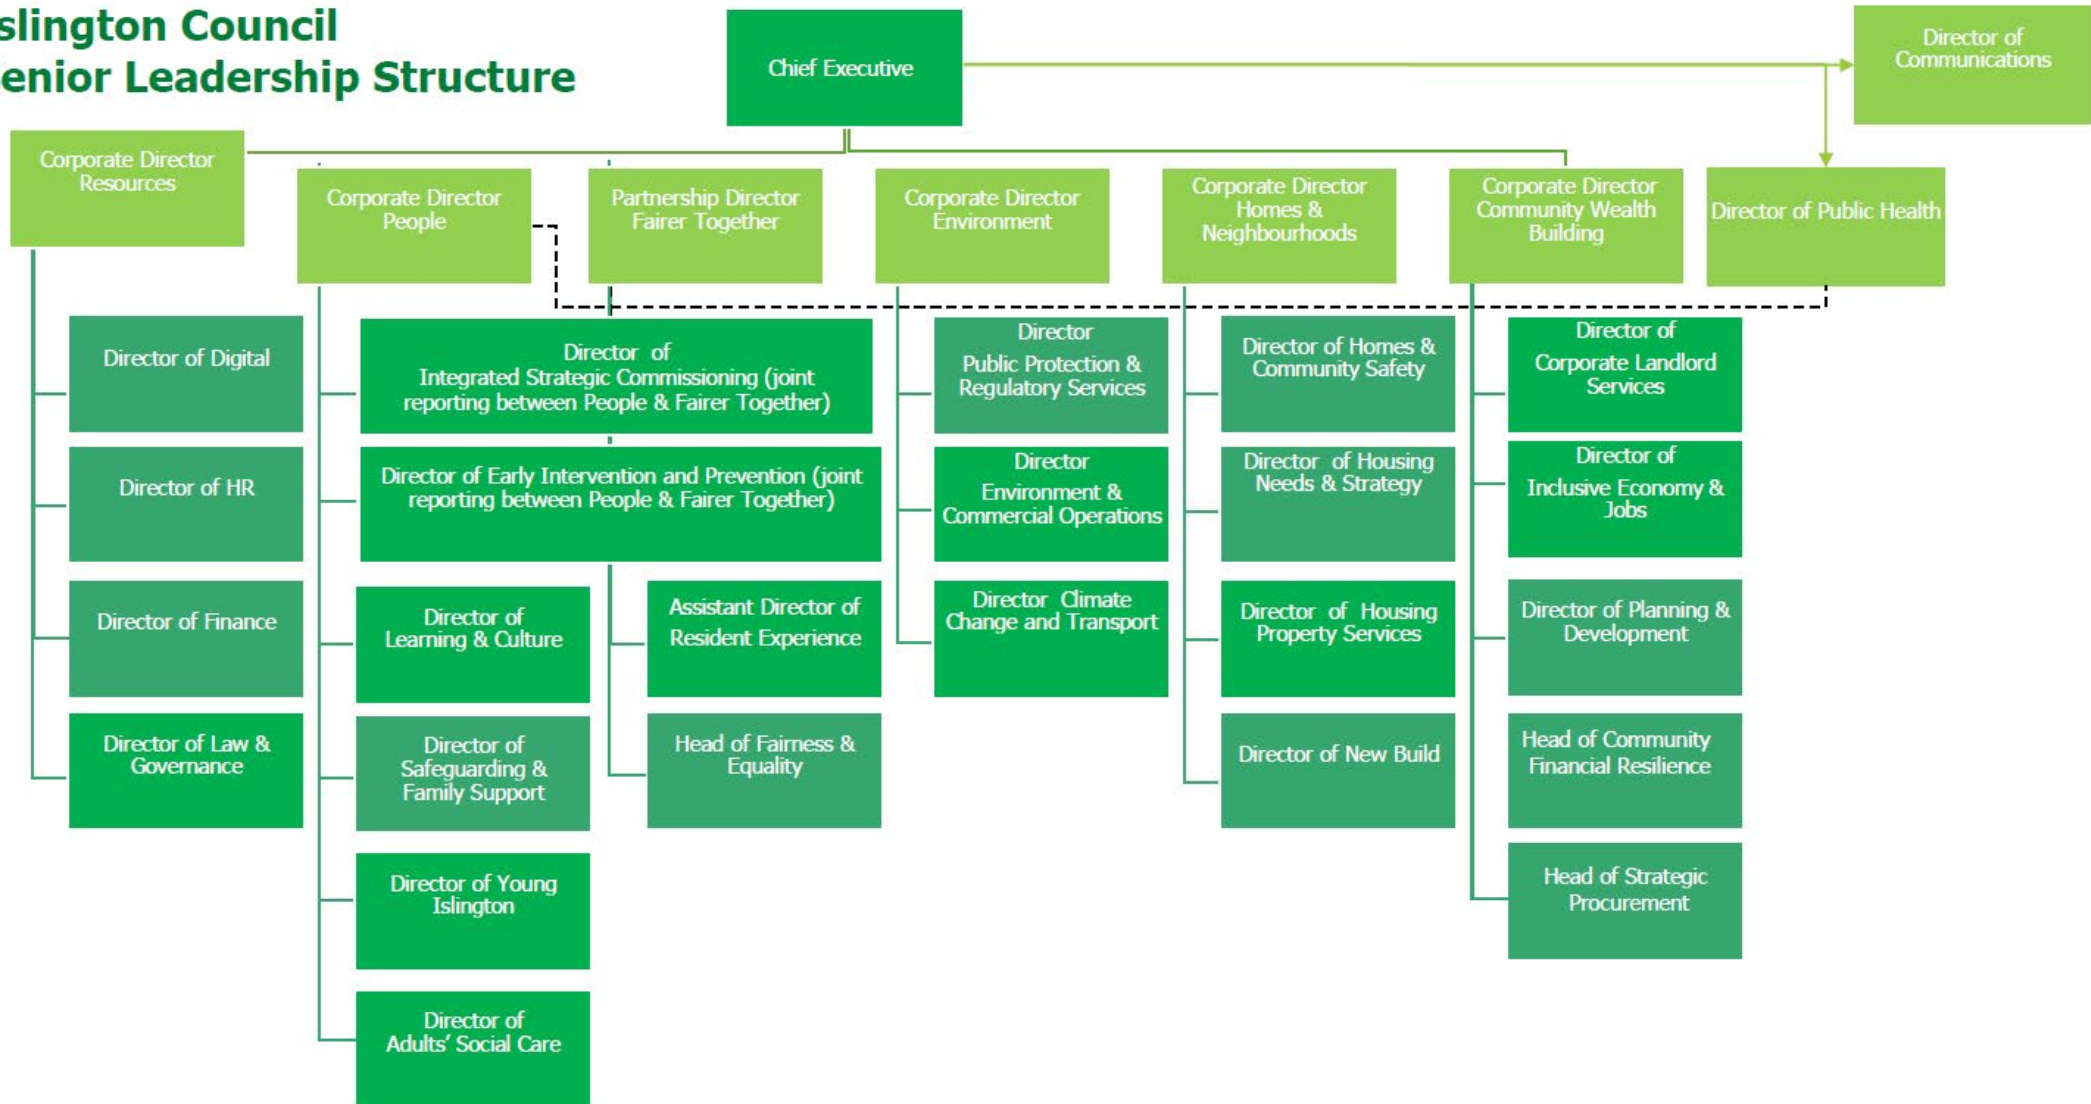 slington Council
enior Leadership Structure
Chief Executive
Director of
Communications
Corporate Director
Resources
Corporate Director
People
Partnership Director
Fairer Together
Corporate Director
Environment
Corporate Director
Homes &
Neighbourhoods
Corporate Director
Community Wealth
Building
Director of Public Health
Director of Digital
Director of HR
Director of Finance
Director of Law &
Governance
Director of
Integrated Strategic Commissioning (joint
reporting between People & Fairer Together)
Director of Early Intervention and Prevention (joint
reporting between People & Fairer Together)
Director of
Learning & Culture
Director of
Safeguarding &
Family Support
Director of Young
Islington
Director of
Adults’ Social Care
Assistant Director of
Resident Experience
Head of Fairness &
Equality
Director
Public Protection &
Regulatory Services
Director
Environment &
Commercial Operations
Director Climate
Change and Transport
Director of Homes &
Community Safety
Director of Housing
Needs & Strategy
Director of Housing
Property Services
Director of New Build
Director of
Corporate Landlord
Services
Director of
Inclusive Economy &
Jobs
Director of Planning &
Development
Head of Community
Financial Resilience
Head of Strategic
Procurement